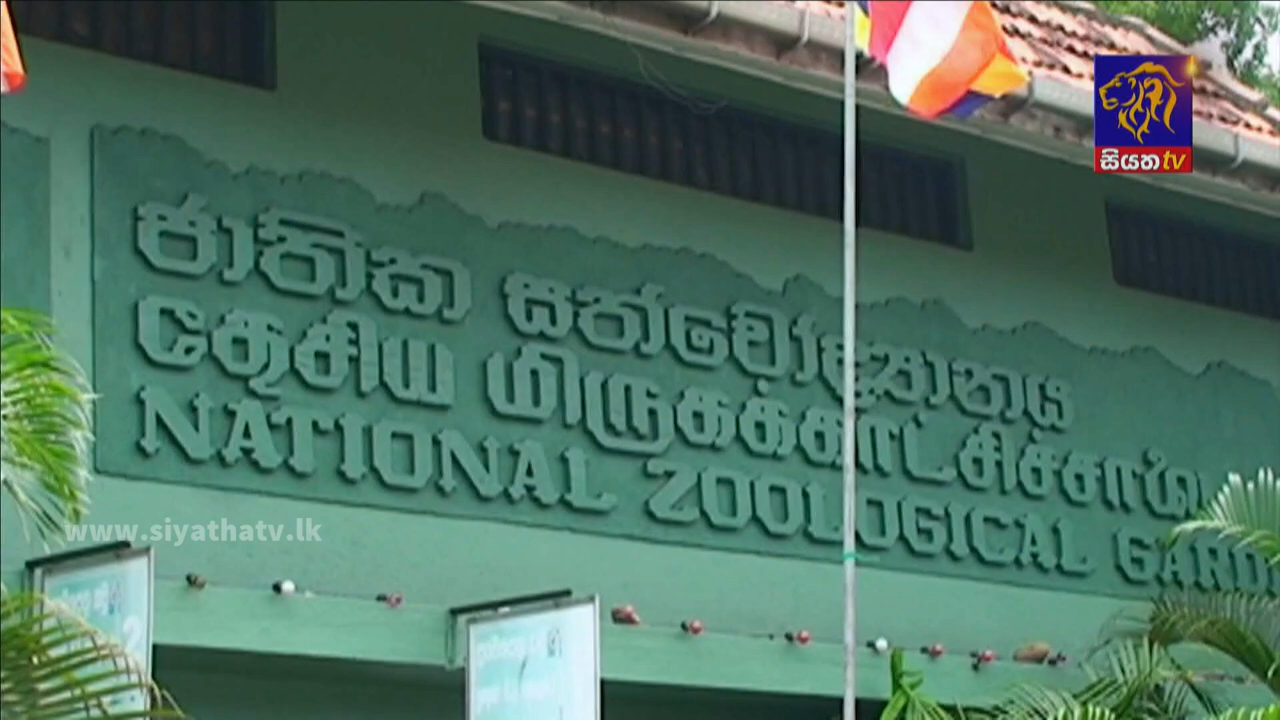 සියත tv
ජාතික සත්වෝද්‍යානය
தேசிய மிருகக்காட்சிச்சாலை
NATIONAL ZOOLOGICAL GARD
www.siyathatv.lk